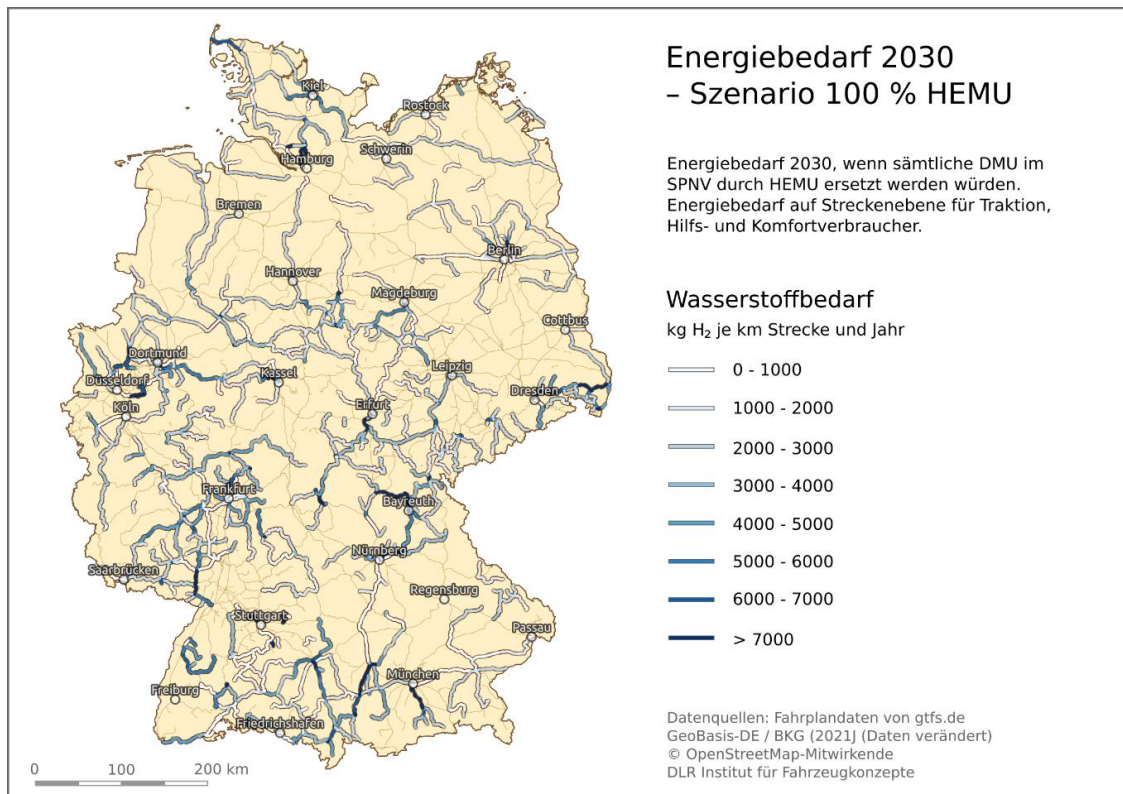 Energiebedarf 2030
– Szenario 100 % HEMU
Energiebedarf 2030, wenn sämtliche DMU im
SPNV durch HEMU ersetzt werden würden.
Energiebedarf auf Streckenebene für Traktion,
Hilfs- und Komfortverbraucher.
Wasserstoffbedarf
kg H₂ je km Strecke und Jahr
0 - 1000
1000 - 2000
2000 - 3000
3000 - 4000
4000 - 5000
5000 - 6000
6000 - 7000
> 7000
Datenquellen: Fahrplandaten von gtfs.de
GeoBasis-DE / BKG (2021J (Daten verändert)
© OpenStreetMap-Mitwirkende
DLR Institut für Fahrzeugkonzepte
Kiel
Rostock
Schwerin
Hamburg
Bremen
Berlin
Hannover
Magdeburg
Cottbus
Dortmund
Düsseldorf
Kassel
Leipzig
Dresden
Köln
Erfurt
Frankfurt
Bayreuth
Nürnberg
Saarbrücken
Regensburg
Stuttgart
Passau
München
Freiburg
Friedrichshafen
0 100 200 km